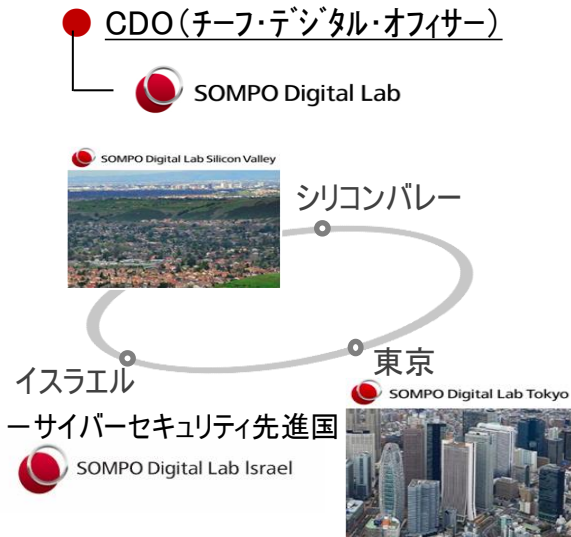 CDO(チーフ・デジタル・オフィサー)
SOMPO Digital Lab
SOMPO Digital Lab Silicon Valley
シリコンバレー
東京
イスラエル
SOMPO Digital Lab Tokyo
ーサイバーセキュリティ先進国
SOMPO Digital Lab Israel